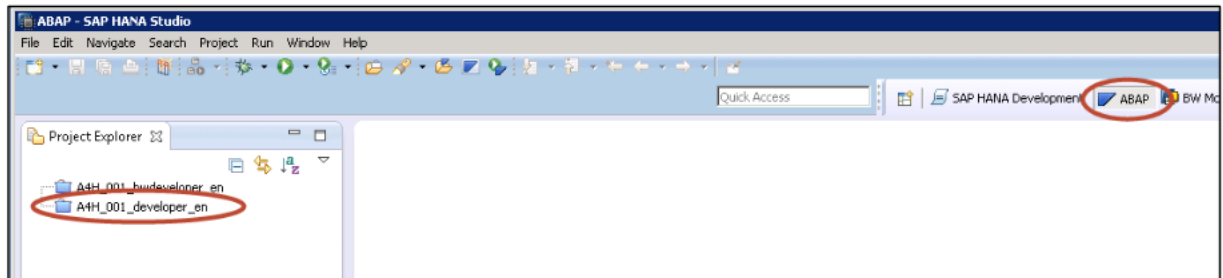 ABAP - SAP HANA Studio
File Edit Navigate Search Project Run Window Help
Quick Access
SAP HANA Development
ABAP
BW Mo
Project Explorer
A4H_001_bwdeveloper_en
A4H_001_developer_en